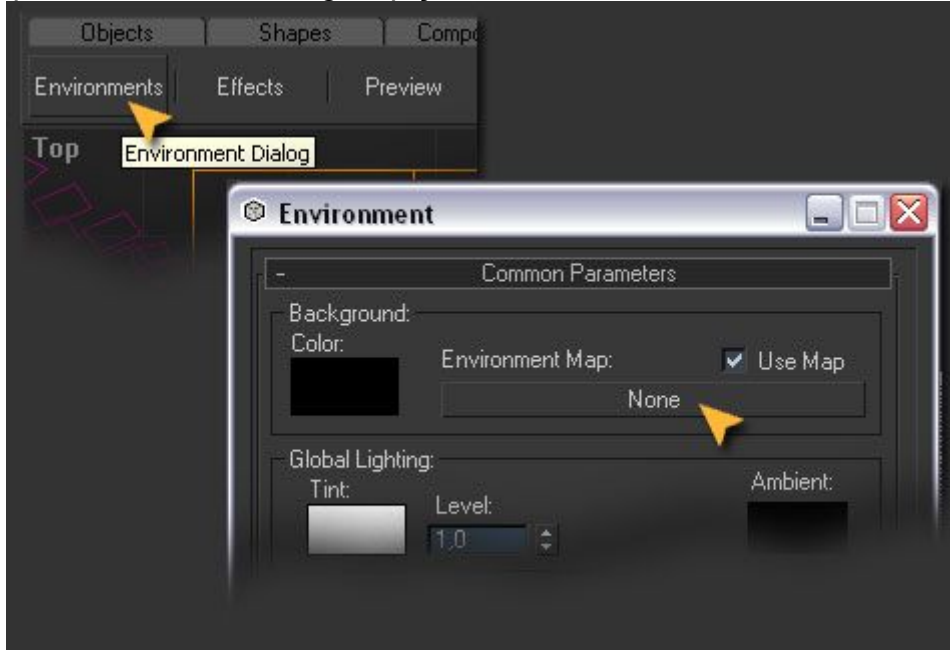 Objects Shapes
Environments Effects Preview
Top
Environment Dialog
Environment
- Common Parameters
Background:
Color:
Environment Map: Use Map
None
Global Lighting:
Tint: Ambient:
Level:
1,0